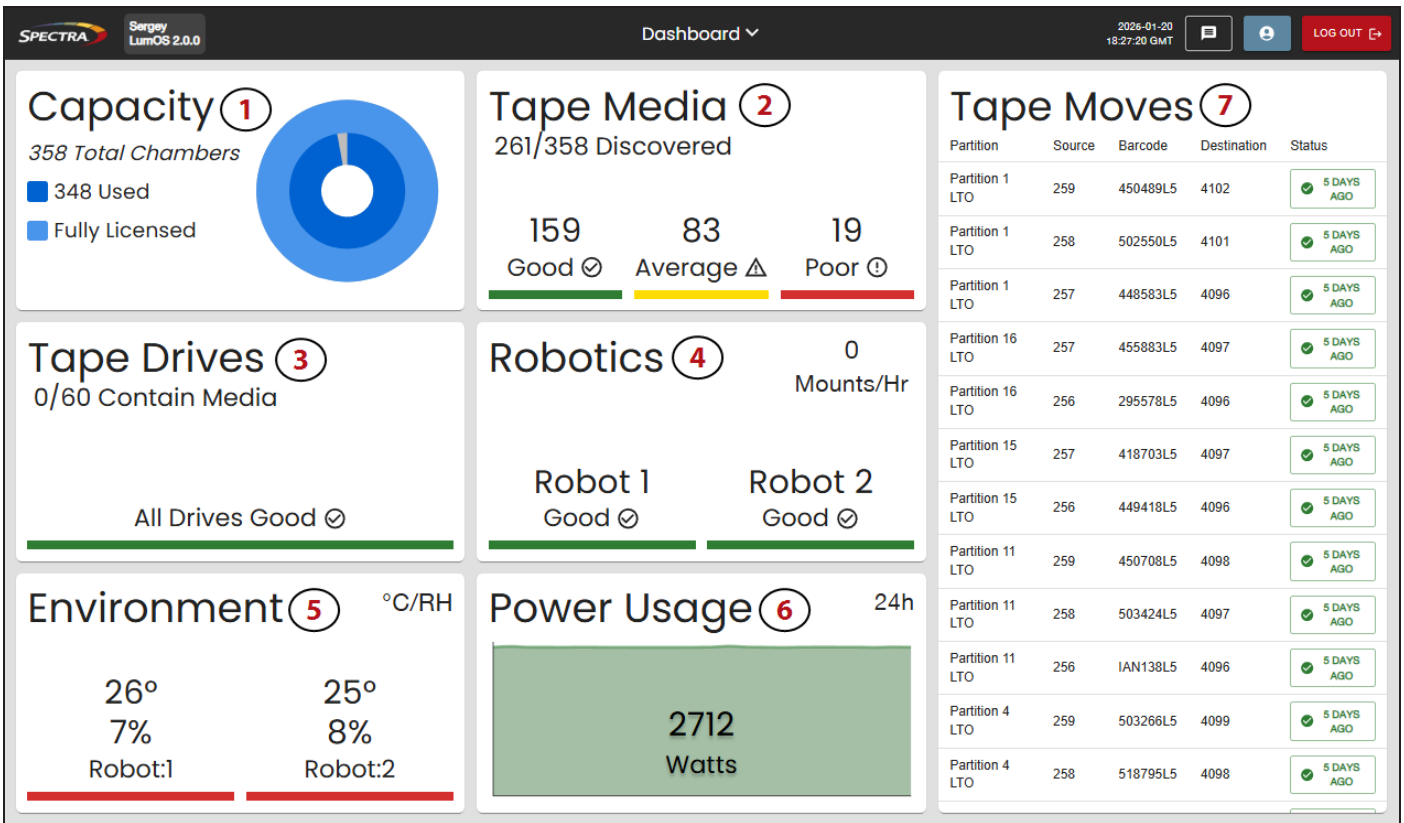 SPECTRA
Sergey
LumOS 2.0.0
Dashboard
2026-01-20
18:27:20 GMT
LOG OUT
Capacity 1
358 Total Chambers
348 Used
Fully Licensed
Tape Media 2
261/358 Discovered
159 83 19
Good Average Poor
Tape Drives 3
0/60 Contain Media
All Drives Good
Robotics 4
0
Mounts/Hr
Robot 1 Robot 2
Good Good
Environment 5 °C/RH
26° 25°
7% 8%
Robot:1 Robot:2
Power Usage 6 24h
2712
Watts
Tape Moves 7
Partition Source Barcode Destination Status
Partition 1
LTO 259 450489L5 4102 5 DAYS
AGO
Partition 1
LTO 258 502550L5 4101 5 DAYS
AGO
Partition 1
LTO 257 448583L5 4096 5 DAYS
AGO
Partition 16
LTO 257 455883L5 4097 5 DAYS
AGO
Partition 16
LTO 256 295578L5 4096 5 DAYS
AGO
Partition 15
LTO 257 418703L5 4097 5 DAYS
AGO
Partition 15
LTO 256 449418L5 4096 5 DAYS
AGO
Partition 11
LTO 259 450708L5 4098 5 DAYS
AGO
Partition 11
LTO 258 503424L5 4097 5 DAYS
AGO
Partition 11
LTO 256 IAN138L5 4096 5 DAYS
AGO
Partition 4
LTO 259 503266L5 4099 5 DAYS
AGO
Partition 4
LTO 258 518795L5 4098 5 DAYS
AGO